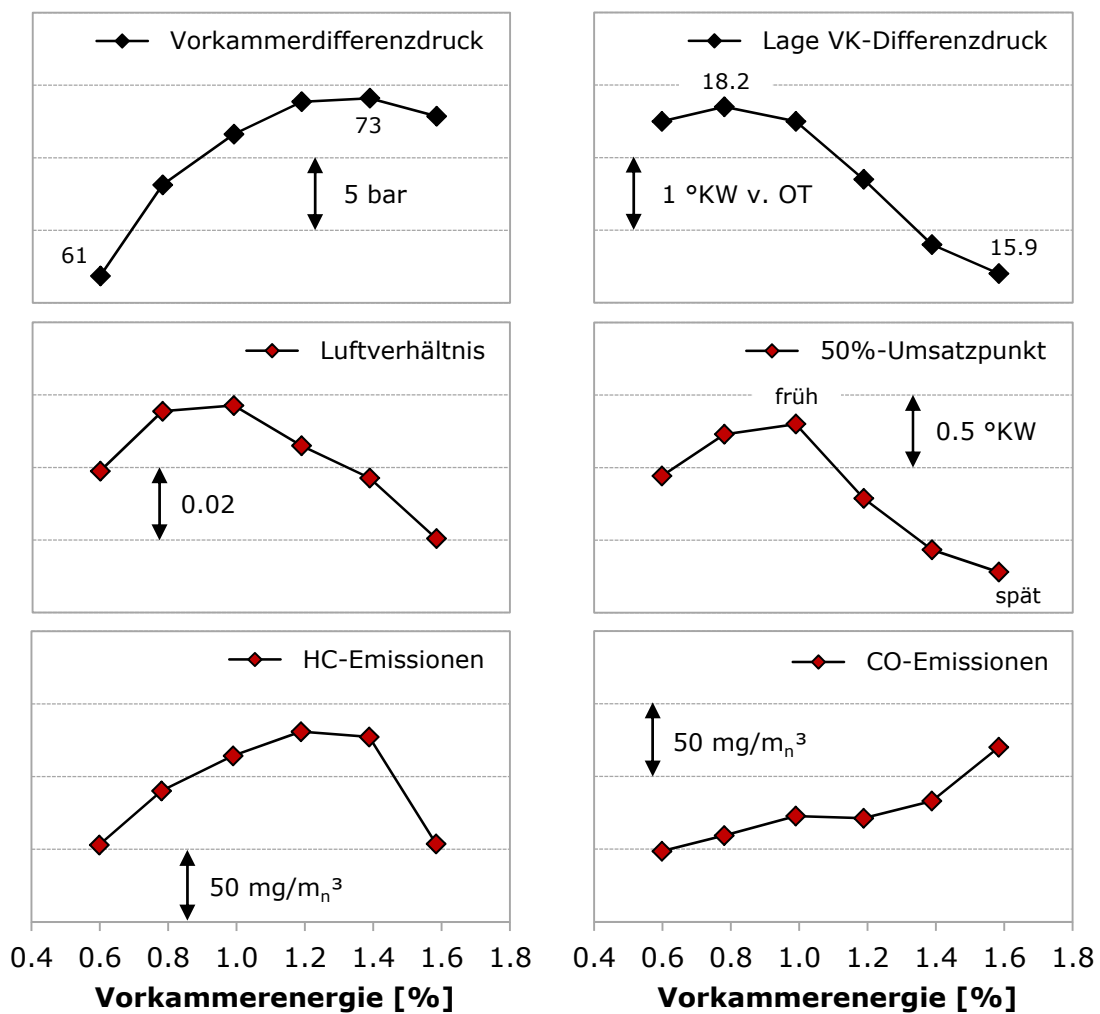 Vorkammerdifferenzdruck
73
61
5 bar
Lage VK-Differenzdruck
18.2
1 °KW v. OT
15.9
Luftverhältnis
0.02
50%-Umsatzpunkt
früh
0.5 °KW
spät
HC-Emissionen
50 mg/mn³
CO-Emissionen
50 mg/mn³
0.4 0.6 0.8 1.0 1.2 1.4 1.6 1.8
Vorkammerenergie [%]
0.4 0.6 0.8 1.0 1.2 1.4 1.6 1.8
Vorkammerenergie [%]